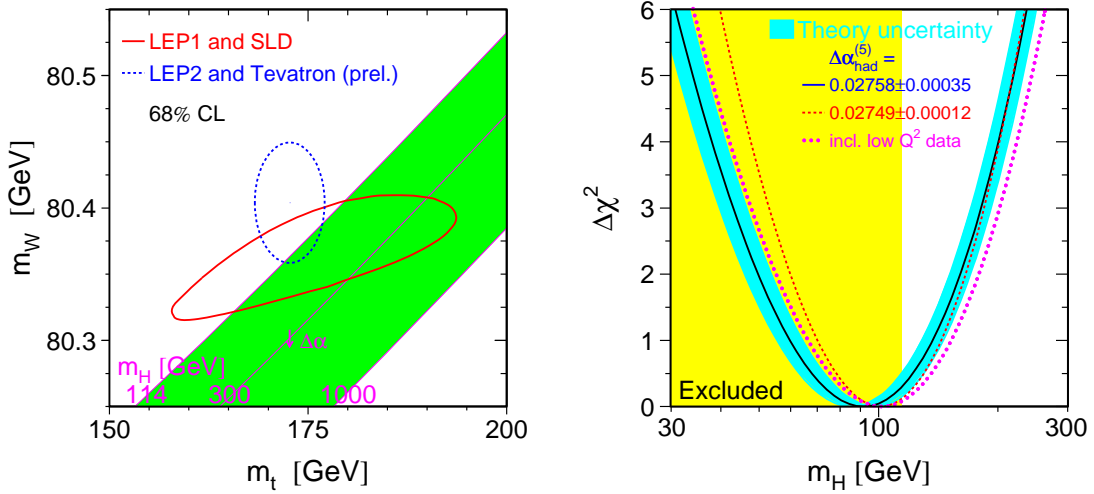 LEP1 and SLD
LEP2 and Tevatron (prel.)
68% CL
80.5
80.4
80.3
m_W [GeV]
Δα
m_H [GeV]
114 300 1000
150 175 200
m_t [GeV]
6
5
4
3
2
1
0
Δχ²
Theory uncertainty
Δα_had^(5) =
0.02758±0.00035
0.02749±0.00012
incl. low Q² data
Excluded
30 100 300
m_H [GeV]